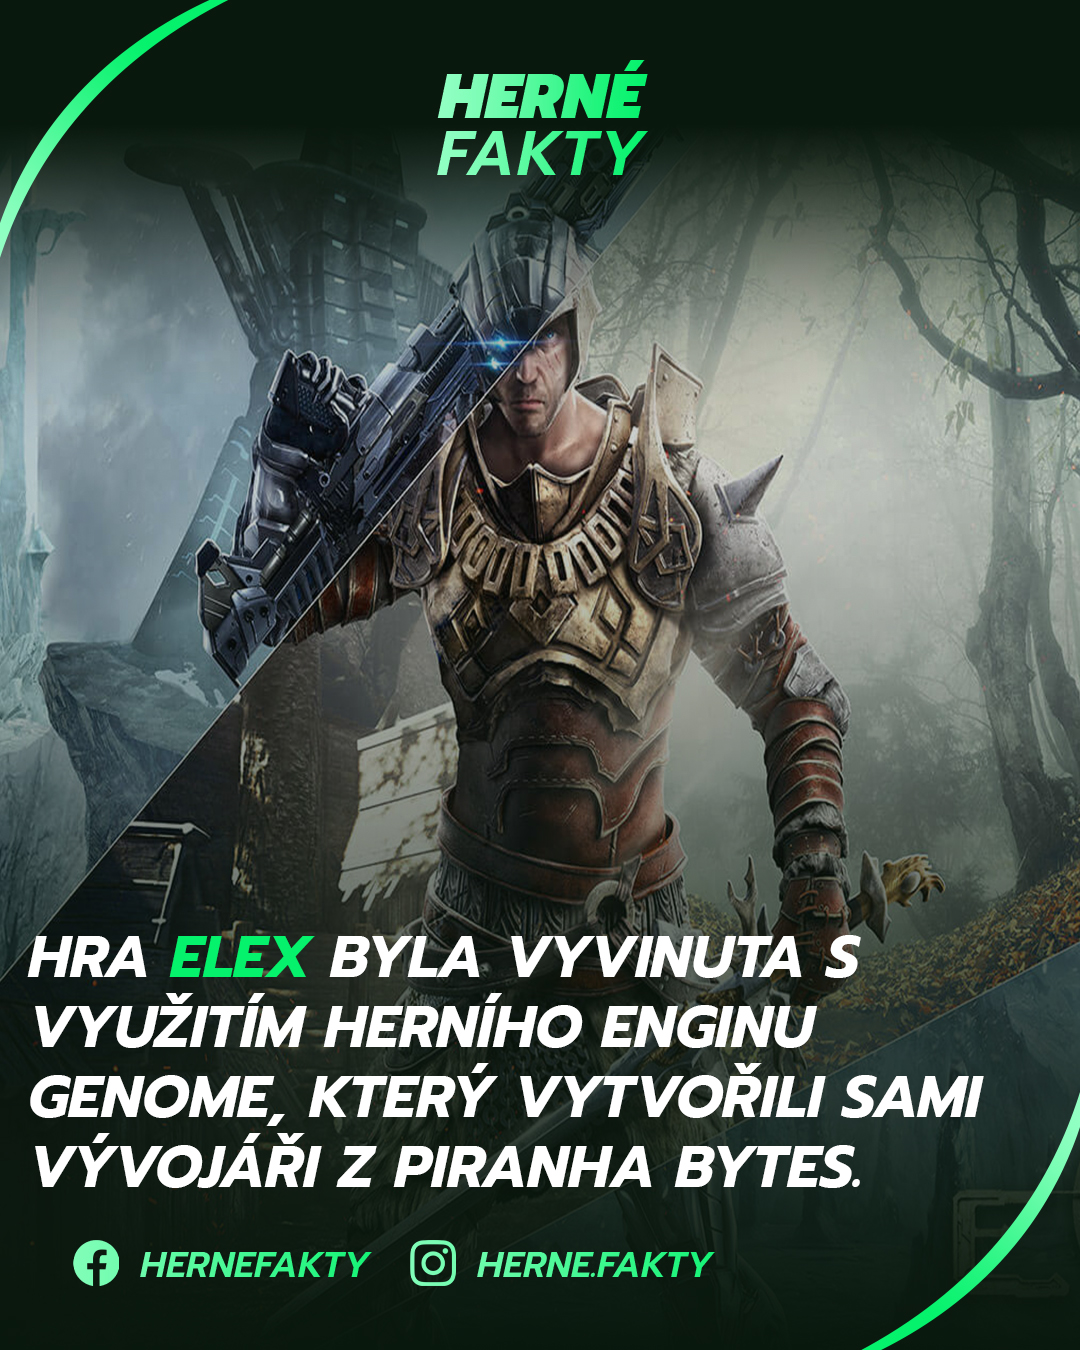 HERNÉ
FAKTY
HRA ELEX BYLA VYVINUTA S
VYUŽITÍM HERNÍHO ENGINU
GENOME, KTERÝ VYTVOŘILI SAMI
VÝVOJÁŘI Z PIRANHA BYTES.
HERNEFAKTY HERNE.FAKTY